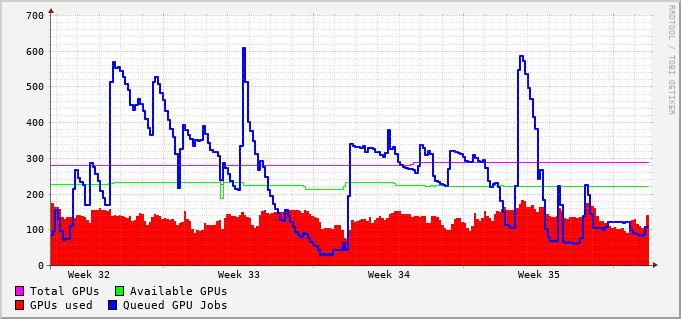 RRDTOOL / TOBI OETIKER
700
600
500
400
300
200
100
0
Week 32 Week 33 Week 34 Week 35
Total GPUs Available GPUs
GPUs used Queued GPU Jobs